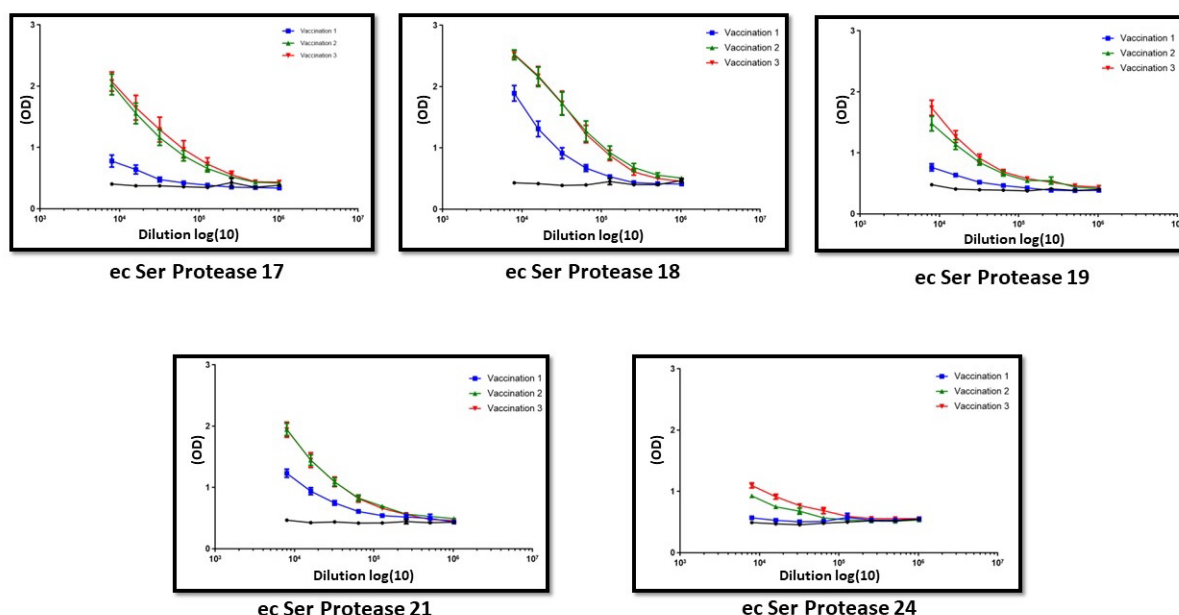 3
2
1
0
(OD)
Vaccination 1
Vaccination 2
Vaccination 3
10³ 10⁴ 10⁵ 10⁶ 10⁷
Dilution log(10)
ec Ser Protease 17
3
2
1
0
(OD)
Vaccination 1
Vaccination 2
Vaccination 3
10³ 10⁴ 10⁵ 10⁶ 10⁷
Dilution log(10)
ec Ser Protease 18
3
2
1
0
(OD)
Vaccination 1
Vaccination 2
Vaccination 3
10³ 10⁴ 10⁵ 10⁶
Dilution log(10)
ec Ser Protease 19
3
2
1
0
(OD)
Vaccination 1
Vaccination 2
Vaccination 3
10³ 10⁴ 10⁵ 10⁶ 10⁷
Dilution log(10)
ec Ser Protease 21
3
2
1
0
(OD)
Vaccination 1
Vaccination 2
Vaccination 3
10³ 10⁴ 10⁵ 10⁶ 10⁷
Dilution log(10)
ec Ser Protease 24